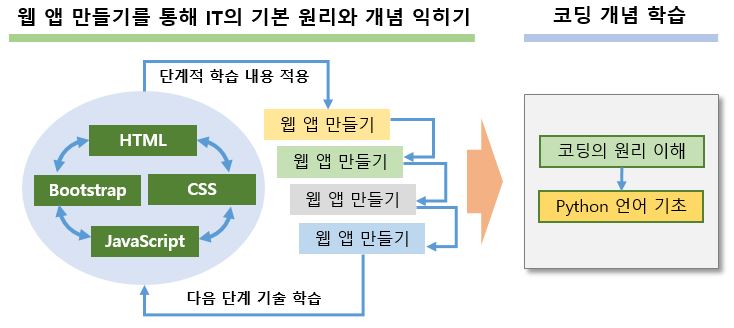 웹 앱 만들기를 통해 IT의 기본 원리와 개념 익히기
코딩 개념 학습
단계적 학습 내용 적용
HTML
Bootstrap
CSS
JavaScript
웹 앱 만들기
웹 앱 만들기
웹 앱 만들기
웹 앱 만들기
다음 단계 기술 학습
코딩의 원리 이해
Python 언어 기초